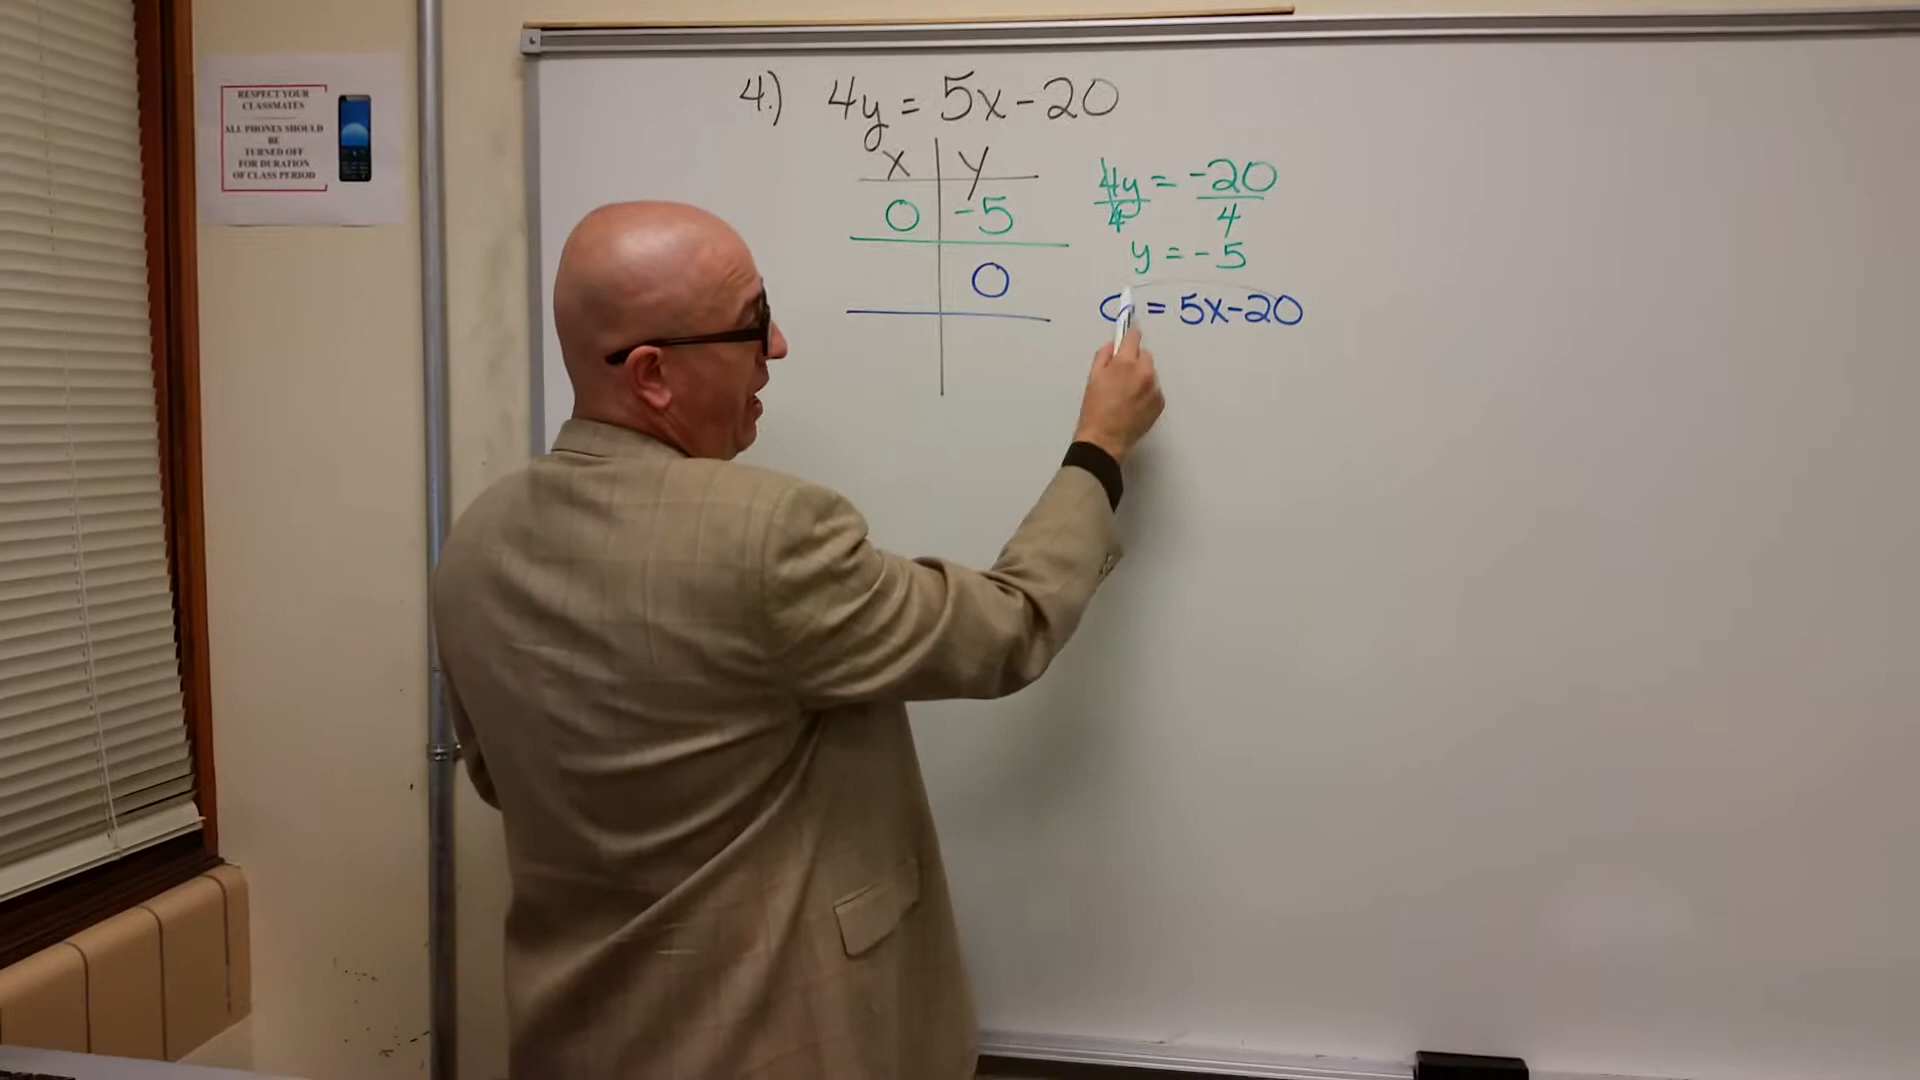 RESPECT YOUR
CLASSMATES
ALL PHONES SHOULD
BE
TURNED OFF
FOR DURATION
OF CLASS PERIOD
4.) 4y = 5x - 20
x y
0 -5
0
4y = -20
4 4
y = -5
0 = 5x - 20